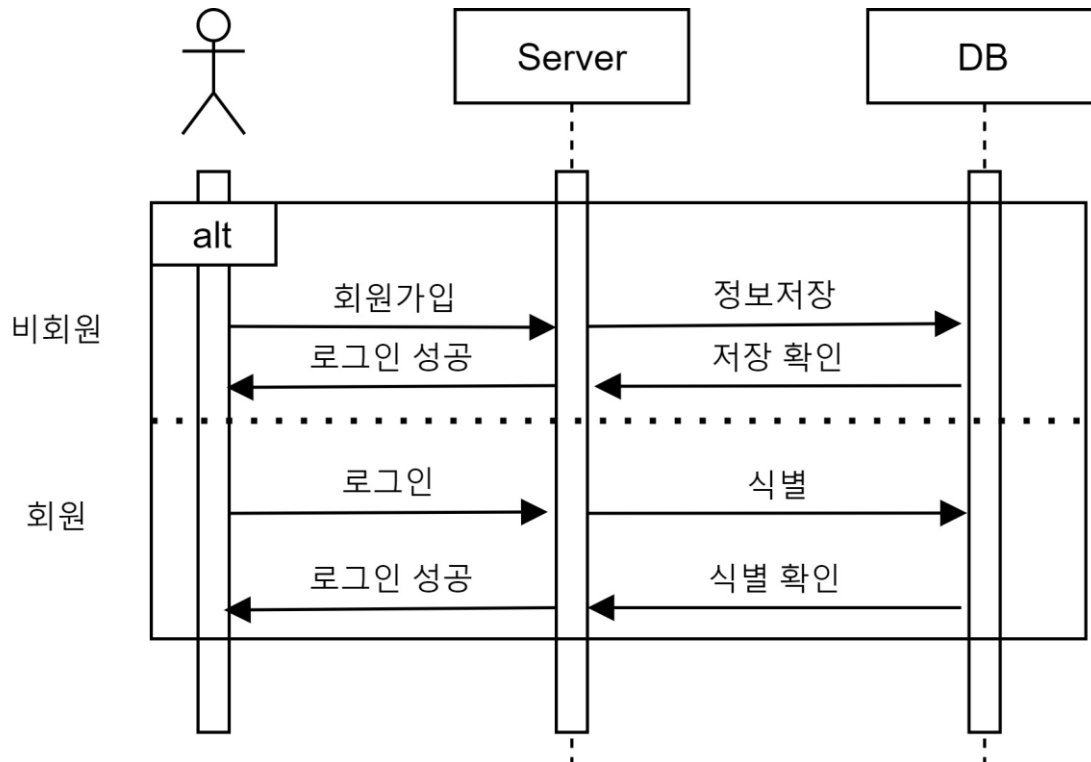 Server
DB
alt
회원가입
정보저장
비회원
로그인 성공
저장 확인
로그인
식별
회원
로그인 성공
식별 확인